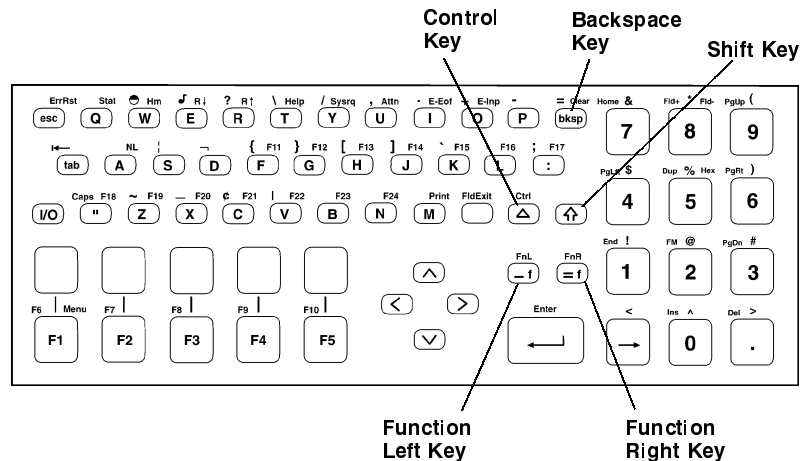 Control
Key
Backspace
Key
Shift Key
ErrRst Stat Hm R↓ ? R↑ \ Help / Sysrq , Attn . E-Eof + E-Inp - = Clear Home & Fld+ * Fld- PgUp (
esc Q W E R T Y U I O P bksp 7 8 9
NL ¦ ¬ { F11 } F12 [ F13 ] F14 ` F15 F16 ; F17
tab A S D F G H J K L :
PgLft $ Dup % Hex PgRt )
4 5 6
Caps F18 ~ F19 — F20 ¢ F21 | F22 F23 F24 Print FldExit Ctrl
I/O " Z X C V B N M
FnL FnR End ! FM @ PgDn #
– f = f 1 2 3
F6 Menu F7 F8 F9 F10 Enter < Ins ^ Del >
F1 F2 F3 F4 F5 → 0 .
Function
Left Key
Function
Right Key